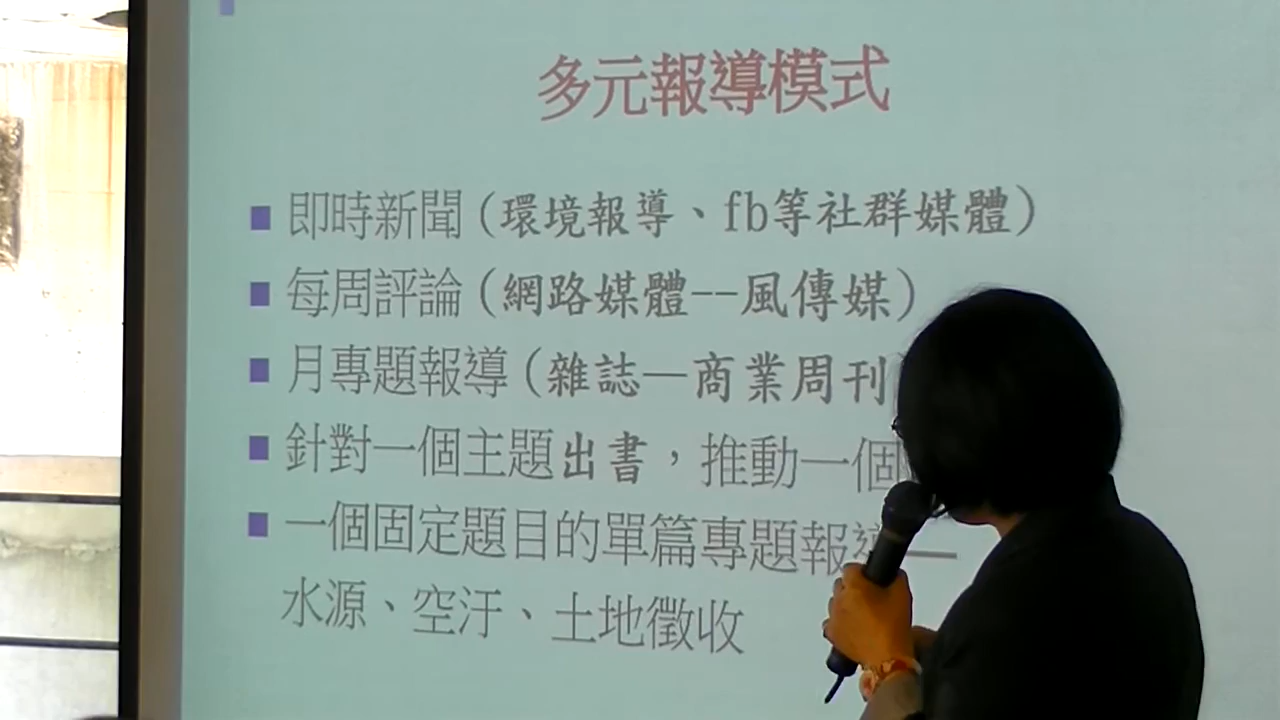 多元報導模式
即時新聞(環境報導、fb等社群媒體)
每周評論(網路媒體--風傳媒)
月專題報導(雜誌—商業周刊
針對一個主題出書，推動一個
一個固定題目的單篇專題報導—
水源、空汙、土地徵收